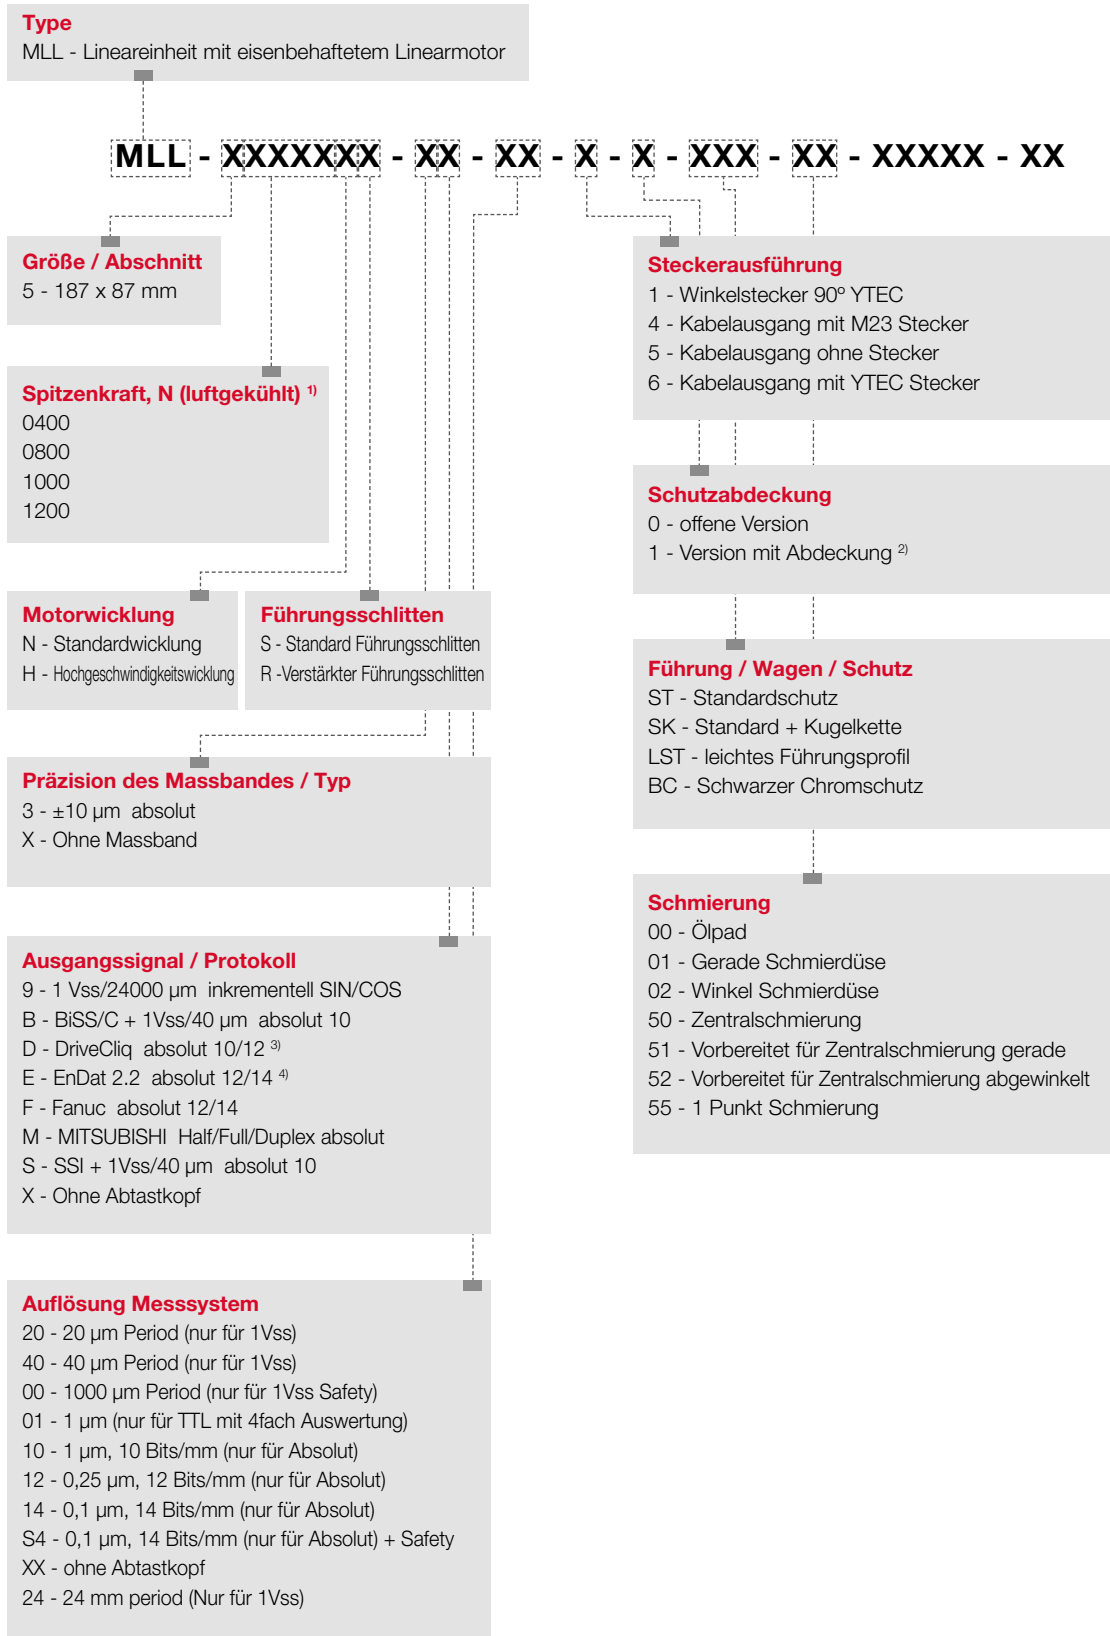 Type
MLL - Lineareinheit mit eisenbehaftetem Linearmotor
MLL - XXXXXXX - XX - XX - X - X - XXX - XX - XXXXX - XX
Größe / Abschnitt
5 - 187 x 87 mm
Spitzenkraft, N (luftgekühlt) 1)
0400
0800
1000
1200
Motorwicklung
N - Standardwicklung
H - Hochgeschwindigkeitswicklung
Führungsschlitten
S - Standard Führungsschlitten
R -Verstärkter Führungsschlitten
Präzision des Massbandes / Typ
3 - ±10 µm absolut
X - Ohne Massband
Ausgangssignal / Protokoll
9 - 1 Vss/24000 µm inkrementell SIN/COS
B - BiSS/C + 1Vss/40 µm absolut 10
D - DriveCliq absolut 10/12 3)
E - EnDat 2.2 absolut 12/14 4)
F - Fanuc absolut 12/14
M - MITSUBISHI Half/Full/Duplex absolut
S - SSI + 1Vss/40 µm absolut 10
X - Ohne Abtastkopf
Auflösung Messsystem
20 - 20 µm Period (nur für 1Vss)
40 - 40 µm Period (nur für 1Vss)
00 - 1000 µm Period (nur für 1Vss Safety)
01 - 1 µm (nur für TTL mit 4fach Auswertung)
10 - 1 µm, 10 Bits/mm (nur für Absolut)
12 - 0,25 µm, 12 Bits/mm (nur für Absolut)
14 - 0,1 µm, 14 Bits/mm (nur für Absolut)
S4 - 0,1 µm, 14 Bits/mm (nur für Absolut) + Safety
XX - ohne Abtastkopf
24 - 24 mm period (Nur für 1Vss)
Steckerausführung
1 - Winkelstecker 90º YTEC
4 - Kabelausgang mit M23 Stecker
5 - Kabelausgang ohne Stecker
6 - Kabelausgang mit YTEC Stecker
Schutzabdeckung
0 - offene Version
1 - Version mit Abdeckung 2)
Führung / Wagen / Schutz
ST - Standardschutz
SK - Standard + Kugelkette
LST - leichtes Führungsprofil
BC - Schwarzer Chromschutz
Schmierung
00 - Ölpad
01 - Gerade Schmierdüse
02 - Winkel Schmierdüse
50 - Zentralschmierung
51 - Vorbereitet für Zentralschmierung gerade
52 - Vorbereitet für Zentralschmierung abgewinkelt
55 - 1 Punkt Schmierung